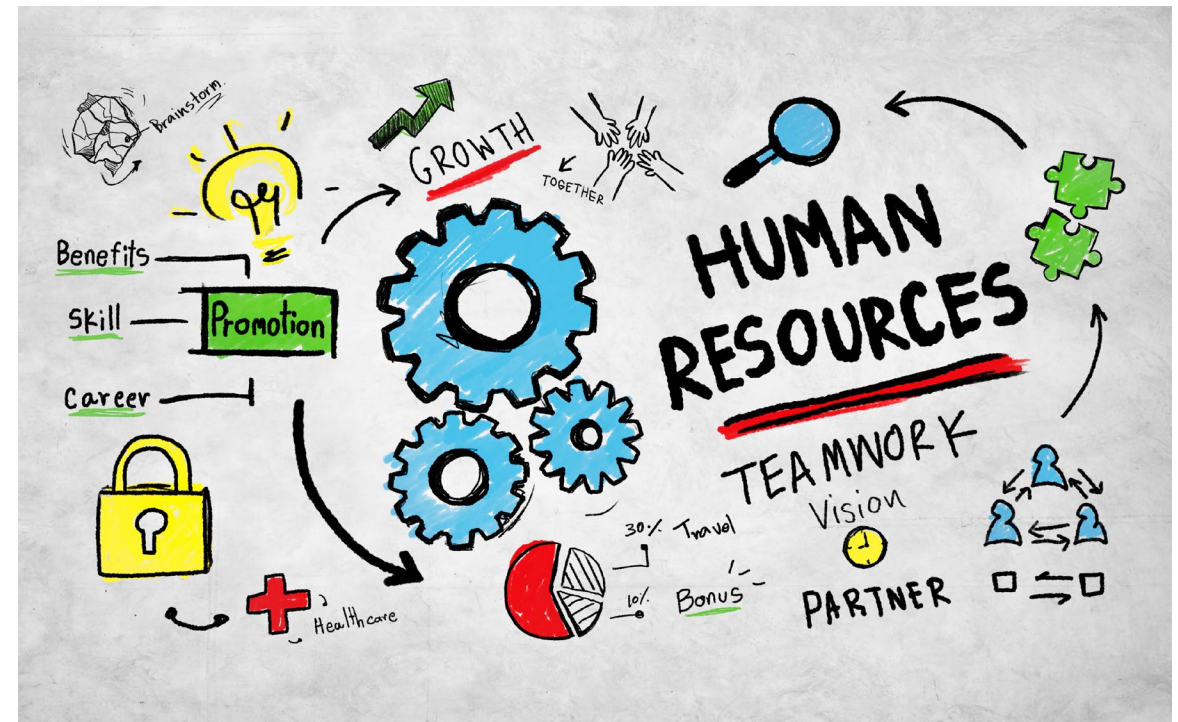 Brainstorm.
GROWTH
TOGETHER
Benefits
Skill
Promotion
Career
HUMAN
RESOURCES
TEAMWORK
Vision
PARTNER
30% Travel
10% Bonus
Healthcare